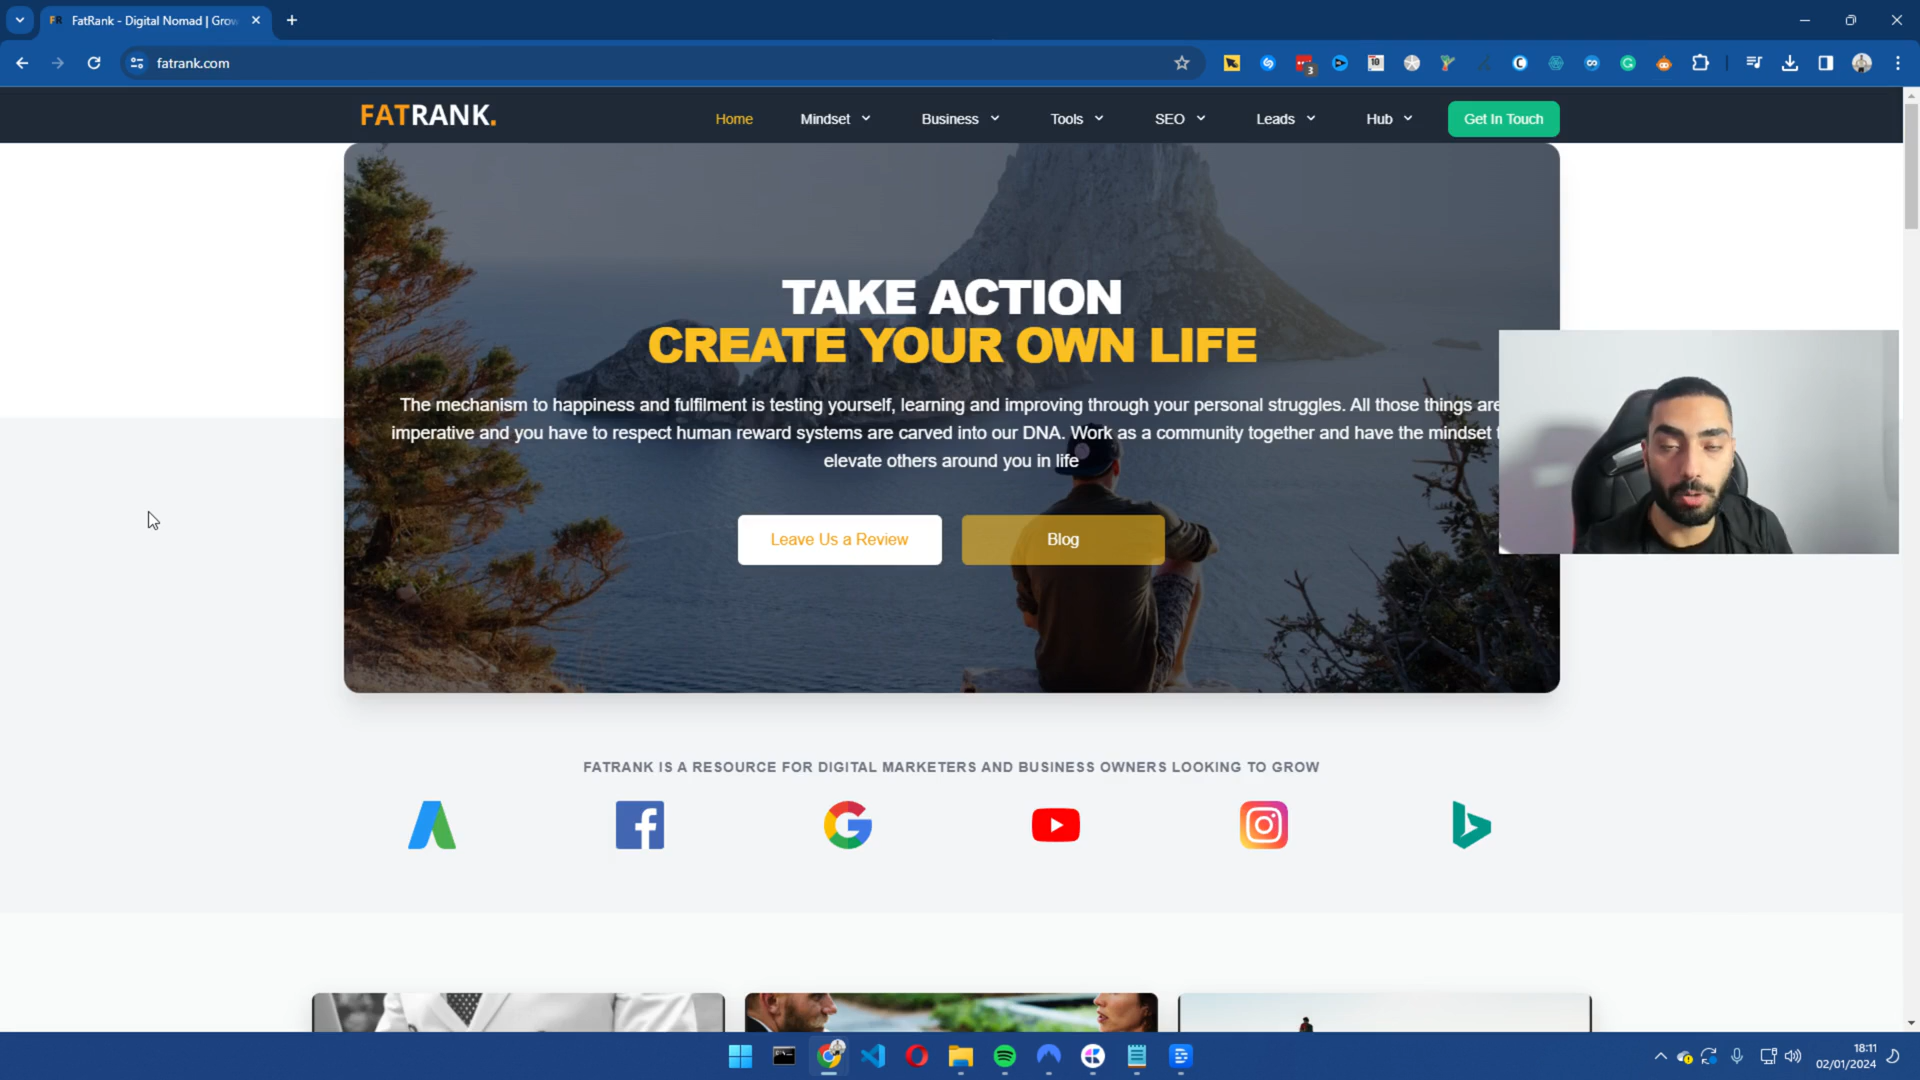 FatRank - Digital Nomad | Grow
fatrank.com
3
10
FATRANK.
Home
Mindset
Business
Tools
SEO
Leads
Hub
Get In Touch
TAKE ACTION
CREATE YOUR OWN LIFE
The mechanism to happiness and fulfilment is testing yourself, learning and improving through your personal struggles. All those things are
imperative and you have to respect human reward systems are carved into our DNA. Work as a community together and have the mindset
elevate others around you in life
Leave Us a Review
Blog
FATRANK IS A RESOURCE FOR DIGITAL MARKETERS AND BUSINESS OWNERS LOOKING TO GROW
18:11
02/01/2024